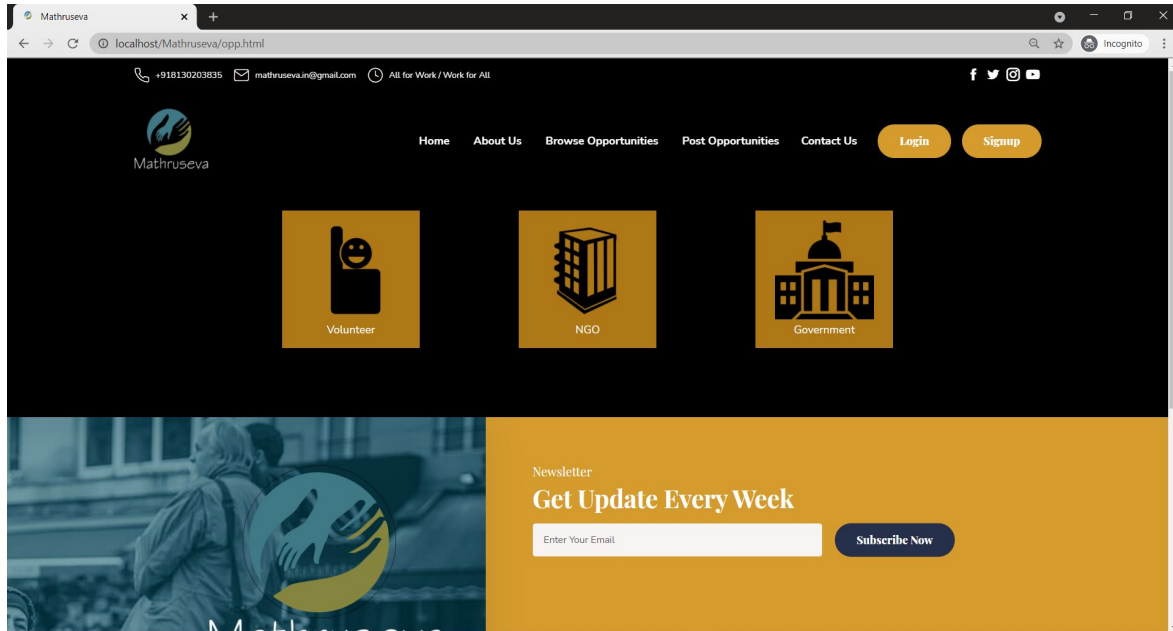 Mathruseva
localhost/Mathruseva/opp.html
Incognito
+918130203835 mathruseva.in@gmail.com All for Work / Work for All
Mathruseva
Home About Us Browse Opportunities Post Opportunities Contact Us Login Signup
Volunteer NGO Government
Newsletter
Get Update Every Week
Enter Your Email Subscribe Now
Mathruseva